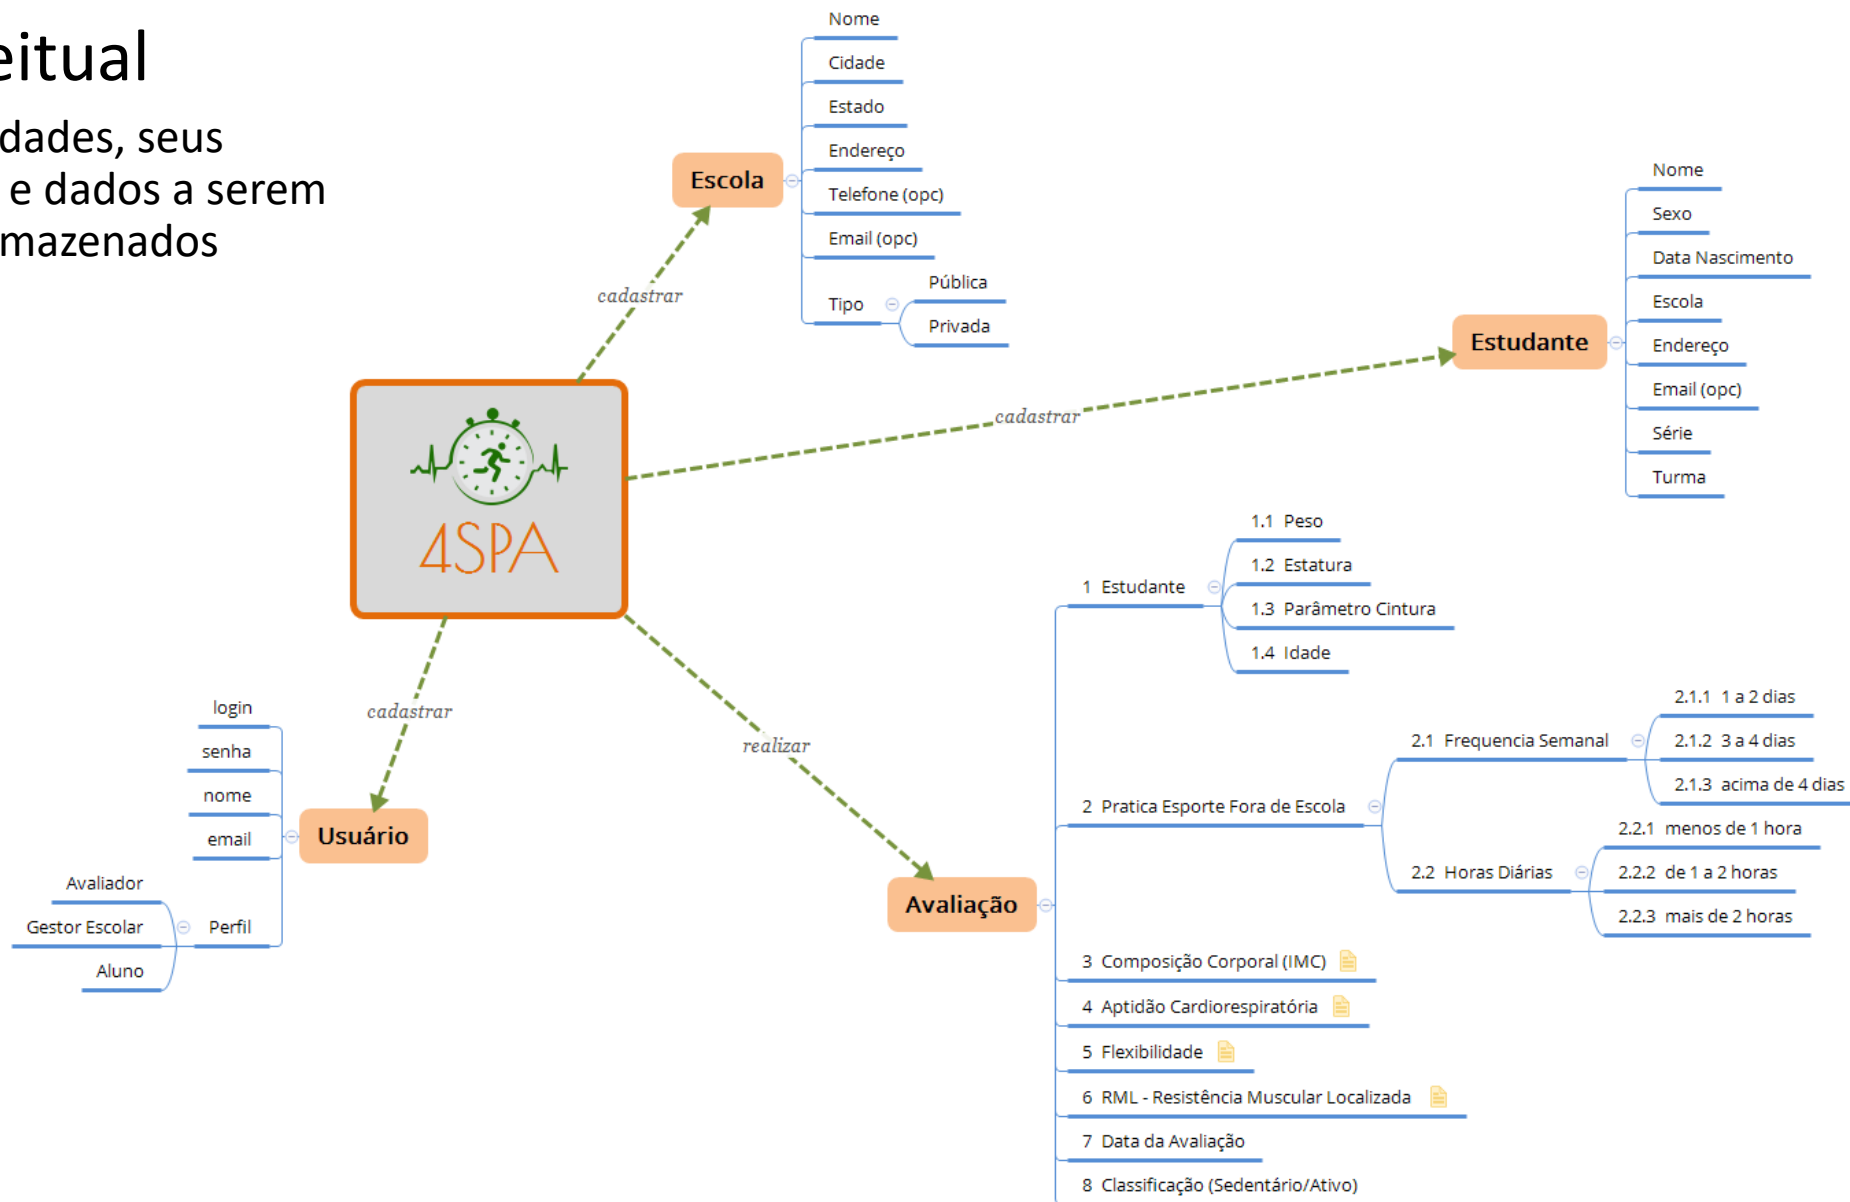 eitual
dades, seus
e dados a serem
mazenados
Escola
Nome
Cidade
Estado
Endereço
Telefone (opc)
Email (opc)
Tipo
Pública
Privada
cadastrar
Estudante
Nome
Sexo
Data Nascimento
Escola
Endereço
Email (opc)
Série
Turma
cadastrar
4SPA
cadastrar
realizar
Usuário
login
senha
nome
email
Perfil
Avaliador
Gestor Escolar
Aluno
Avaliação
1 Estudante
1.1 Peso
1.2 Estatura
1.3 Parâmetro Cintura
1.4 Idade
2 Pratica Esporte Fora de Escola
2.1 Frequencia Semanal
2.1.1 1 a 2 dias
2.1.2 3 a 4 dias
2.1.3 acima de 4 dias
2.2 Horas Diárias
2.2.1 menos de 1 hora
2.2.2 de 1 a 2 horas
2.2.3 mais de 2 horas
3 Composição Corporal (IMC)
4 Aptidão Cardiorespiratória
5 Flexibilidade
6 RML - Resistência Muscular Localizada
7 Data da Avaliação
8 Classificação (Sedentário/Ativo)